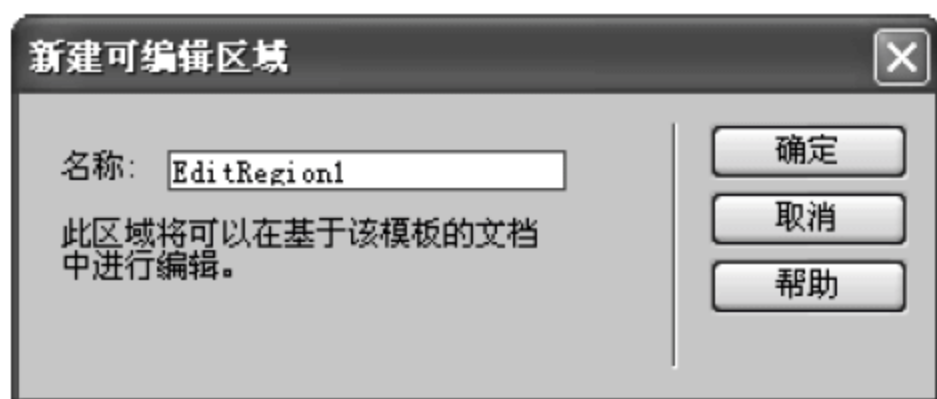 新建可编辑区域
名称: EditRegion1
此区域将可以在基于该模板的文档
中进行编辑。
确定
取消
帮助